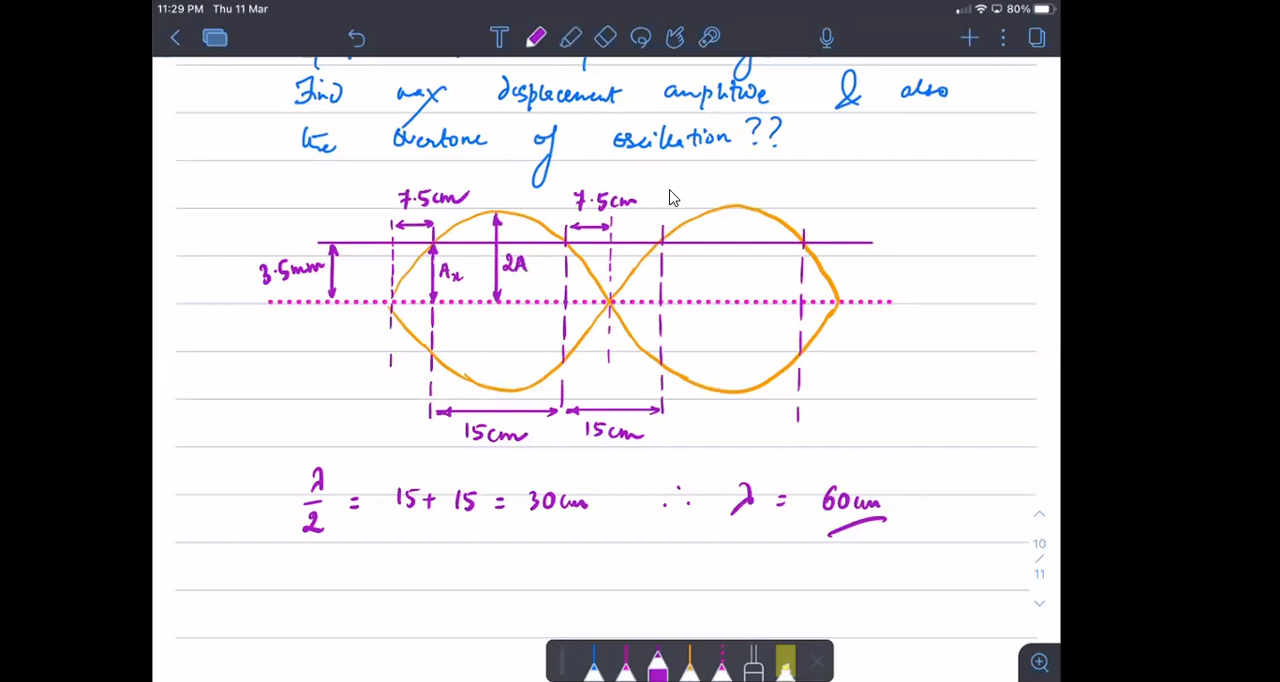 11:29 PM Thu 11 Mar
80%
Find max displacement amplitude & also
the overtone of oscillation ??
7.5cm
7.5cm
3.5mm
Ax
2A
15cm
15cm
λ/2 = 15+ 15 = 30cm ∴ λ = 60cm
10
/
11